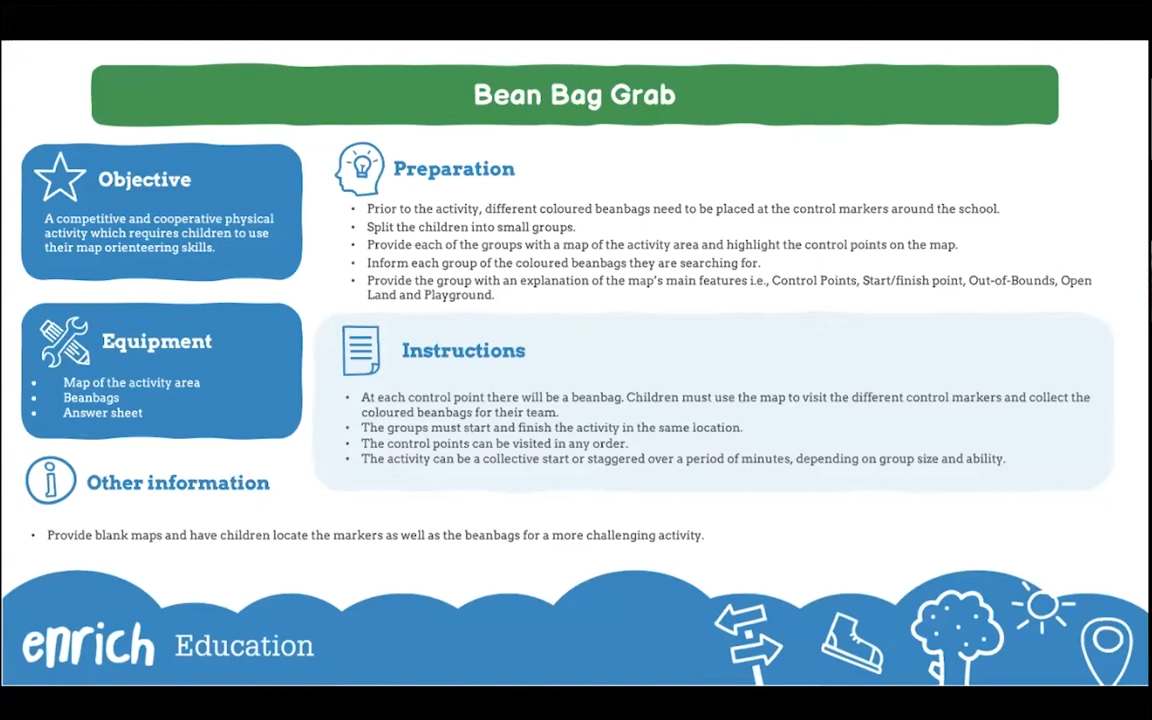 Bean Bag Grab
Objective
A competitive and cooperative physical
activity which requires children to use
their map orienteering skills.
Equipment
• Map of the activity area
• Beanbags
• Answer sheet
Preparation
• Prior to the activity, different coloured beanbags need to be placed at the control markers around the school.
• Split the children into small groups.
• Provide each of the groups with a map of the activity area and highlight the control points on the map.
• Inform each group of the coloured beanbags they are searching for.
• Provide the group with an explanation of the map's main features i.e., Control Points, Start/finish point, Out-of-Bounds, Open
Land and Playground.
Instructions
• At each control point there will be a beanbag. Children must use the map to visit the different control markers and collect the
coloured beanbags for their team.
• The groups must start and finish the activity in the same location.
• The control points can be visited in any order.
• The activity can be a collective start or staggered over a period of minutes, depending on group size and ability.
Other information
• Provide blank maps and have children locate the markers as well as the beanbags for a more challenging activity.
enrich Education